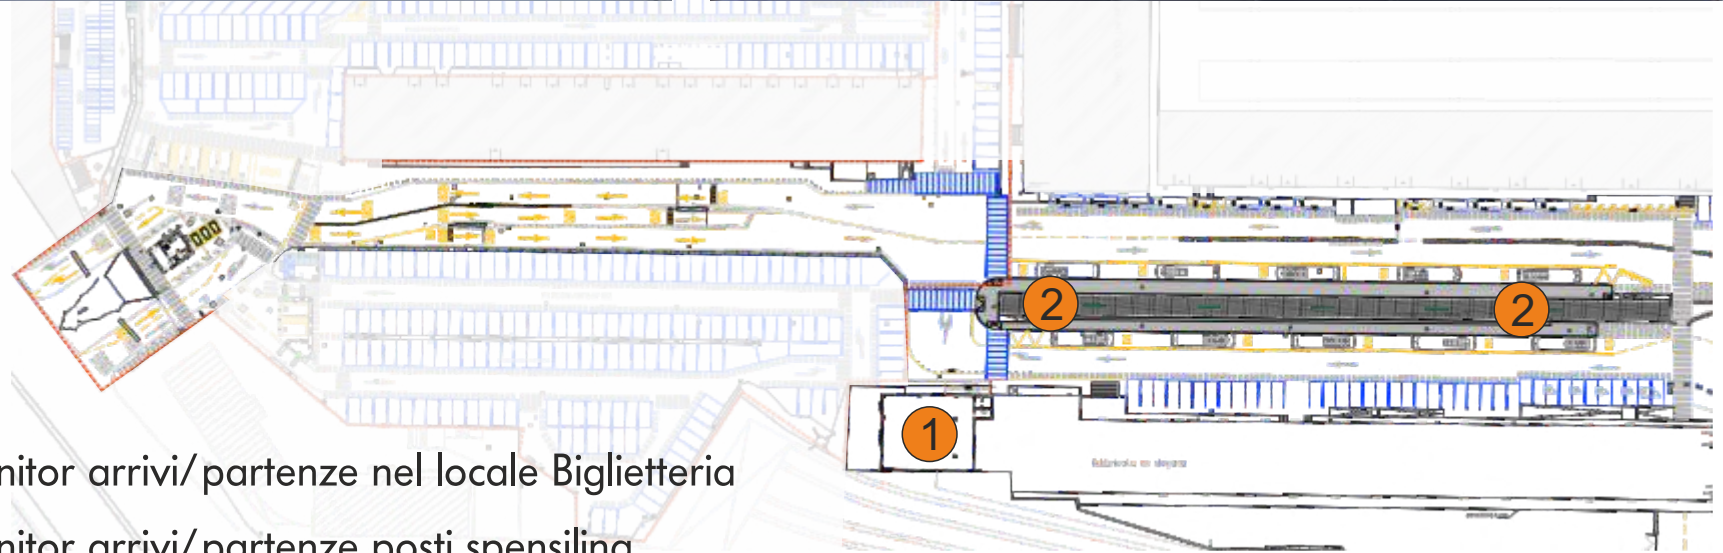 2
2
1
nitor arrivi/partenze nel locale Biglietteria
nitor arrivi/partenze posti spensilina